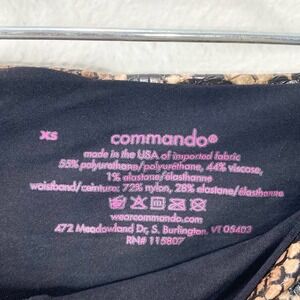 XS
commando®
made in the USA of imported fabric
55% polyurethane/polyuréthane, 44% viscose,
1% elastane/élasthanne
waistband/ceinture: 72% nylon, 28% elastane/élasthanne
wearcommando.com
472 Meadowland Dr, S. Burlington, VT 05403
RN# 115807